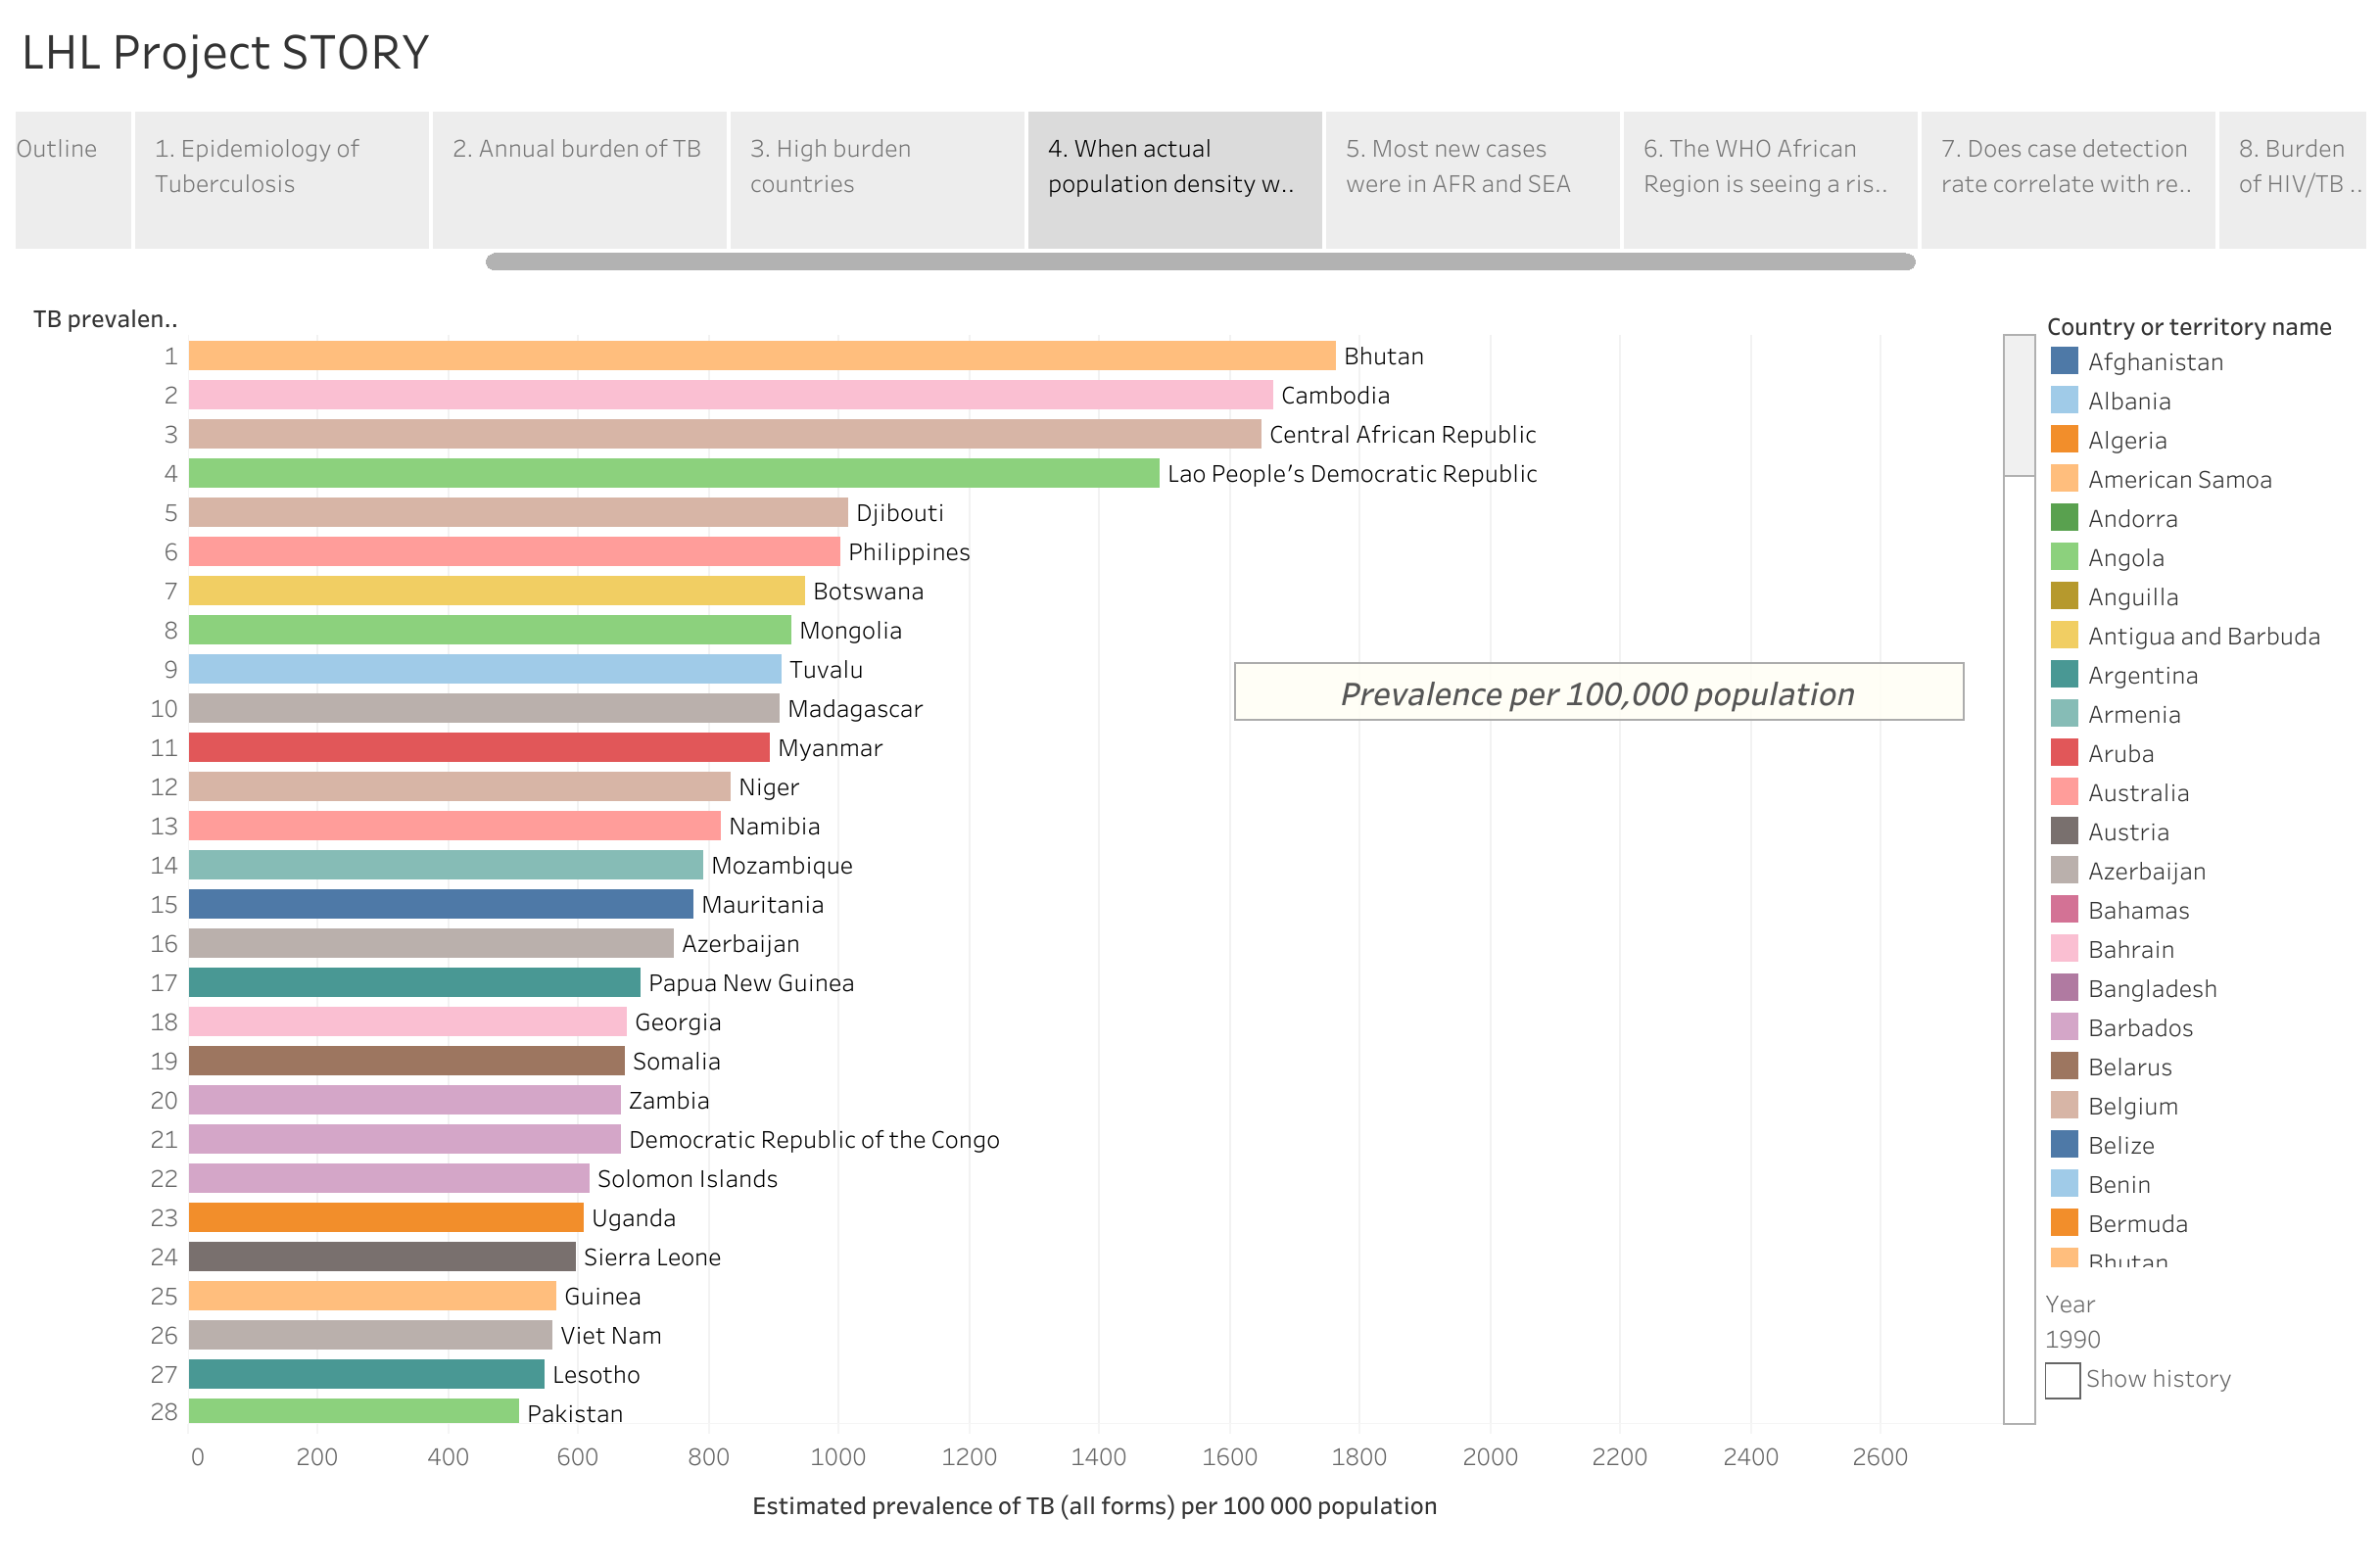 LHL Project STORY
Outline
1. Epidemiology of
Tuberculosis
2. Annual burden of TB
3. High burden
countries
4. When actual
population density w..
5. Most new cases
were in AFR and SEA
6. The WHO African
Region is seeing a ris..
7. Does case detection
rate correlate with re..
8. Burden
of HIV/TB ..
TB prevalen..
1 Bhutan
2 Cambodia
3 Central African Republic
4 Lao People's Democratic Republic
5 Djibouti
6 Philippines
7 Botswana
8 Mongolia
9 Tuvalu
10 Madagascar
11 Myanmar
12 Niger
13 Namibia
14 Mozambique
15 Mauritania
16 Azerbaijan
17 Papua New Guinea
18 Georgia
19 Somalia
20 Zambia
21 Democratic Republic of the Congo
22 Solomon Islands
23 Uganda
24 Sierra Leone
25 Guinea
26 Viet Nam
27 Lesotho
28 Pakistan
Prevalence per 100,000 population
0 200 400 600 800 1000 1200 1400 1600 1800 2000 2200 2400 2600
Estimated prevalence of TB (all forms) per 100 000 population
Country or territory name
Afghanistan
Albania
Algeria
American Samoa
Andorra
Angola
Anguilla
Antigua and Barbuda
Argentina
Armenia
Aruba
Australia
Austria
Azerbaijan
Bahamas
Bahrain
Bangladesh
Barbados
Belarus
Belgium
Belize
Benin
Bermuda
Bhutan
Year
1990
Show history